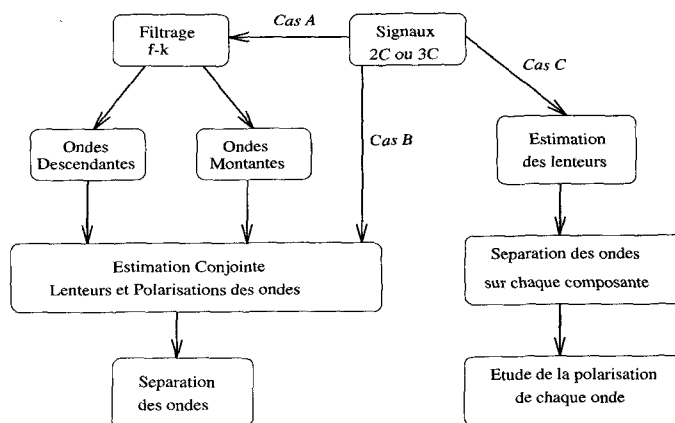 Filtrage
f-k
Cas A
Signaux
2C ou 3C
Cas C
Ondes
Descendantes
Ondes
Montantes
Cas B
Estimation
des lenteurs
Estimation Conjointe
Lenteurs et Polarisations des ondes
Separation des ondes
sur chaque composante
Separation
des ondes
Etude de la polarisation
de chaque onde